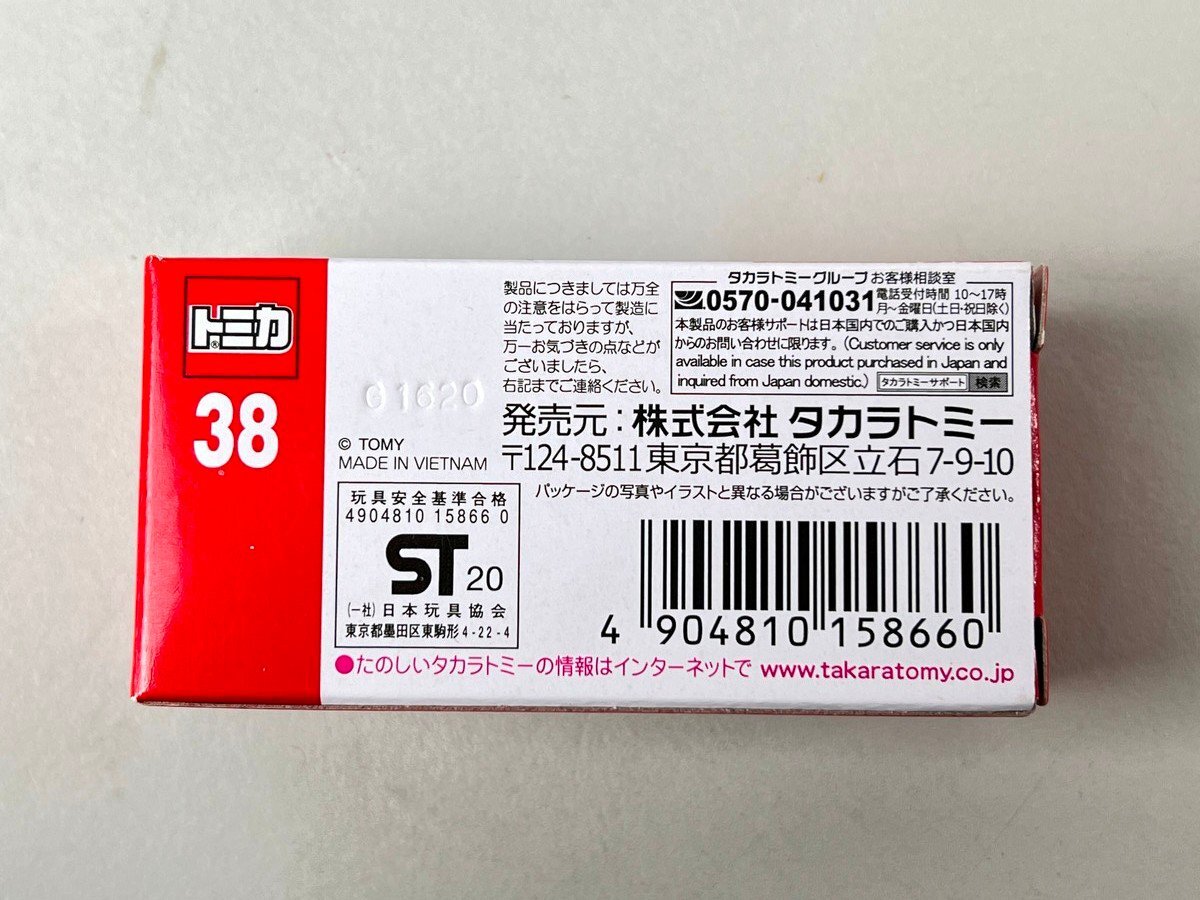 トミカ®
38
製品につきましては万全
の注意をはらって製造に
当たっておりますが、
万一お気づきの点などが
ございましたら、
右記までご連絡ください。
タカラトミーグループ お客様相談室
0570-041031
電話受付時間 10〜17時
月〜金曜日(土日・祝日除く)
本製品のお客様サポートは日本国内でのご購入かつ日本国内
からのお問い合わせに限ります。(Customer service is only
available in case this product purchased in Japan and
inquired from Japan domestic.) タカラトミーサポート 検索
01620
© TOMY
MADE IN VIETNAM
発売元：株式会社 タカラトミー
〒124-8511 東京都葛飾区立石7-9-10
パッケージの写真やイラストと異なる場合がございますがご了承ください。
玩具安全基準合格
4904810 15866 0
ST 20
(一社)日本玩具協会
東京都墨田区東駒形4-22-4
4 904810 158660
●たのしいタカラトミーの情報はインターネットで www.takaratomy.co.jp